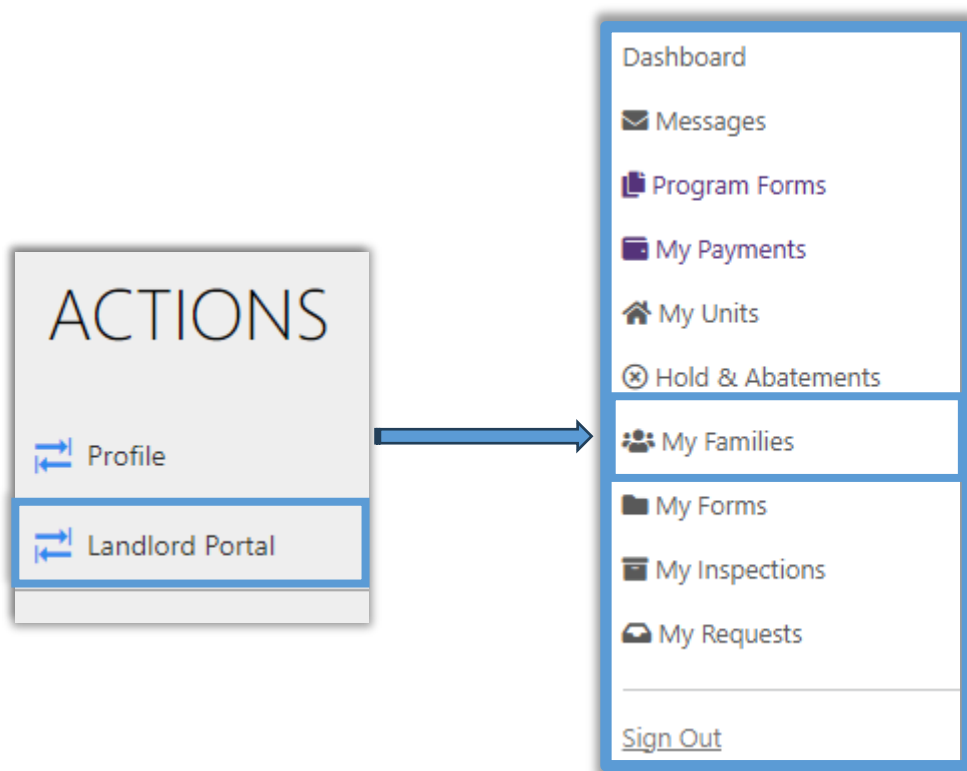 ACTIONS
Profile
Landlord Portal
Dashboard
Messages
Program Forms
My Payments
My Units
Hold & Abatements
My Families
My Forms
My Inspections
My Requests
Sign Out